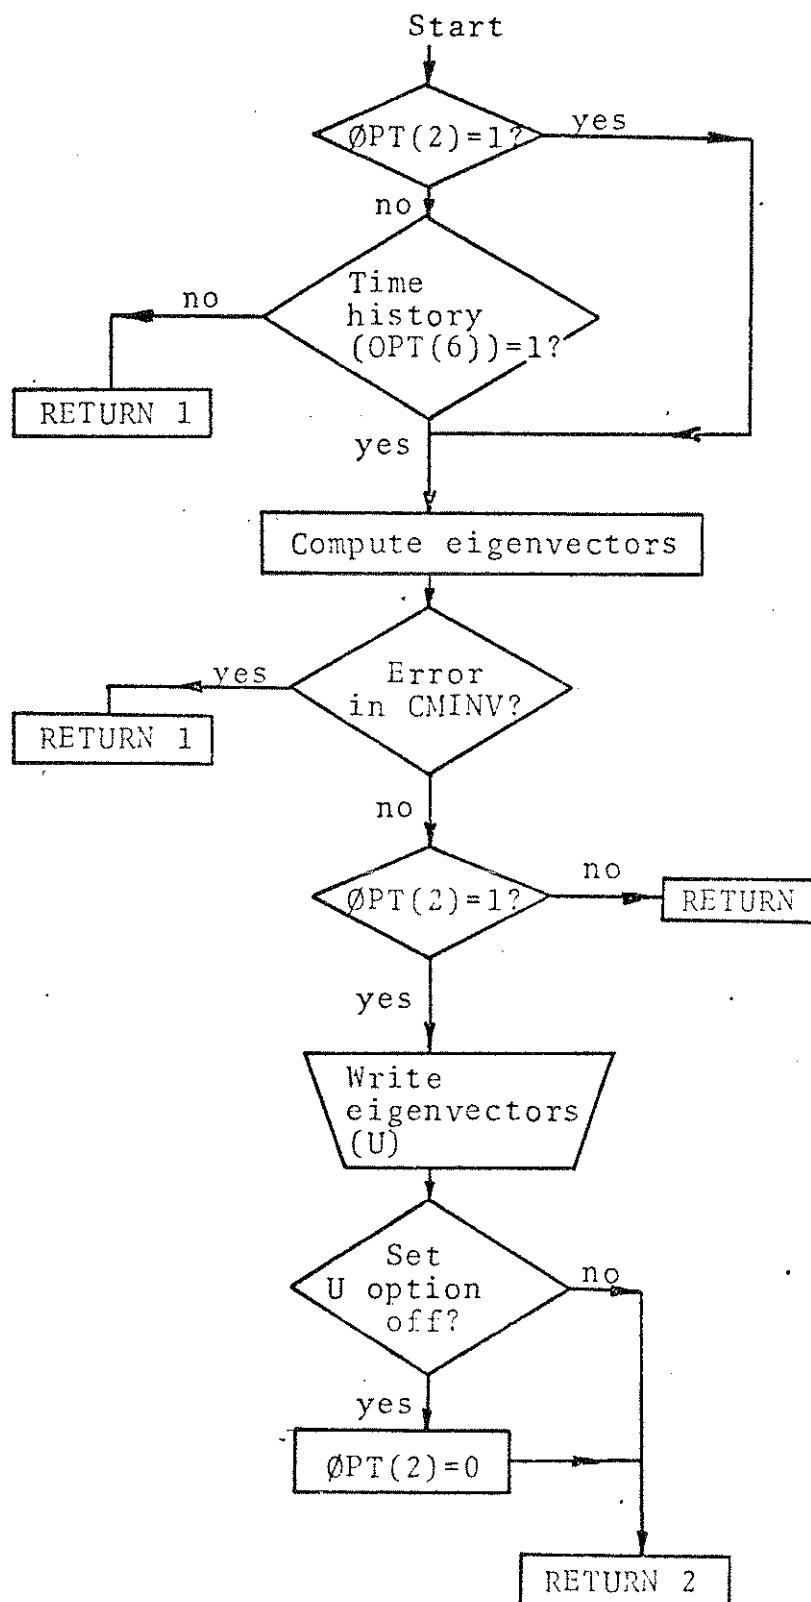 Start
ØPT(2)=1?
yes
no
Time
history
(OPT(6))=1?
no
RETURN 1
yes
Compute eigenvectors
Error
in CMINV?
yes
RETURN 1
no
ØPT(2)=1?
no
RETURN
yes
Write
eigenvectors
(U)
Set
U option
off?
no
yes
ØPT(2)=0
RETURN 2